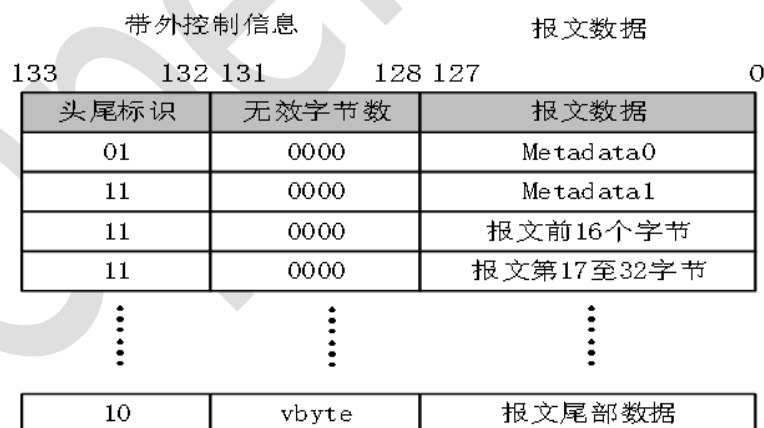 带外控制信息 报文数据
133 132 131 128 127 0
头尾标识 无效字节数 报文数据
01 0000 Metadata0
11 0000 Metadata1
11 0000 报文前16个字节
11 0000 报文第17至32字节
10 vbyte 报文尾部数据